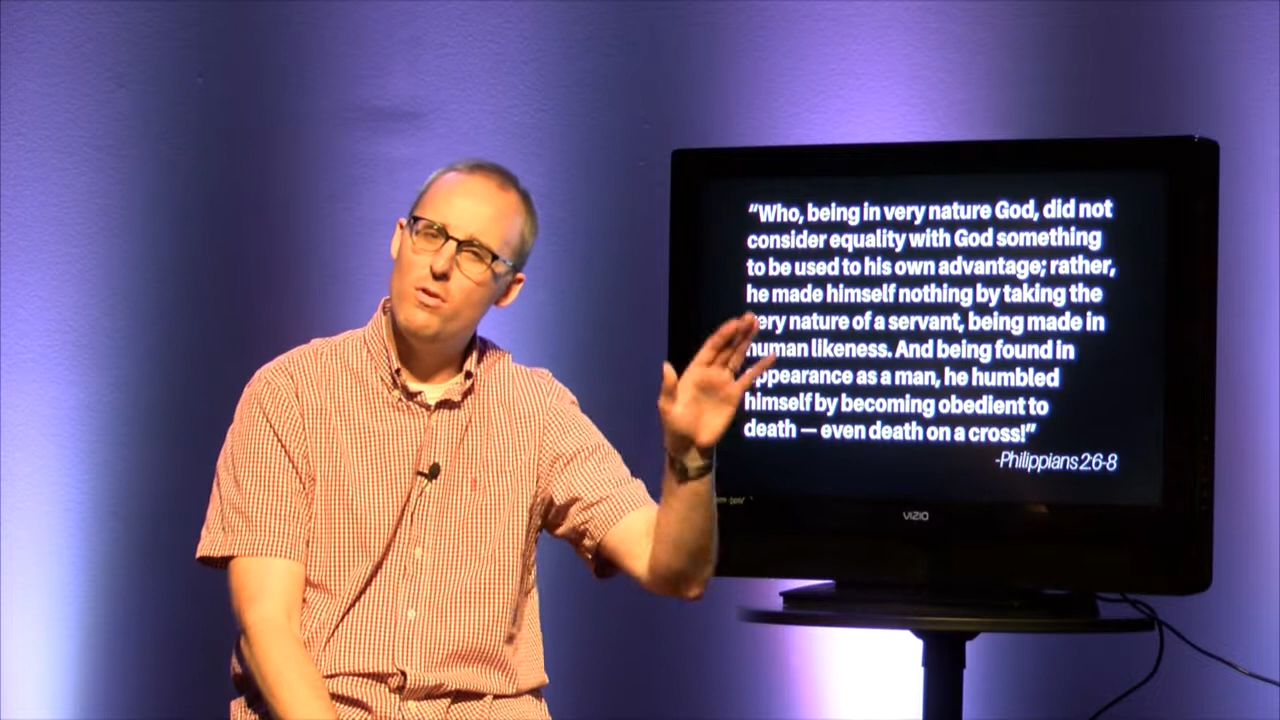 “Who, being in very nature God, did not
consider equality with God something
to be used to his own advantage; rather,
he made himself nothing by taking the
very nature of a servant, being made in
human likeness. And being found in
appearance as a man, he humbled
himself by becoming obedient to
death — even death on a cross!”
-Philippians 2:6-8
VIZIO